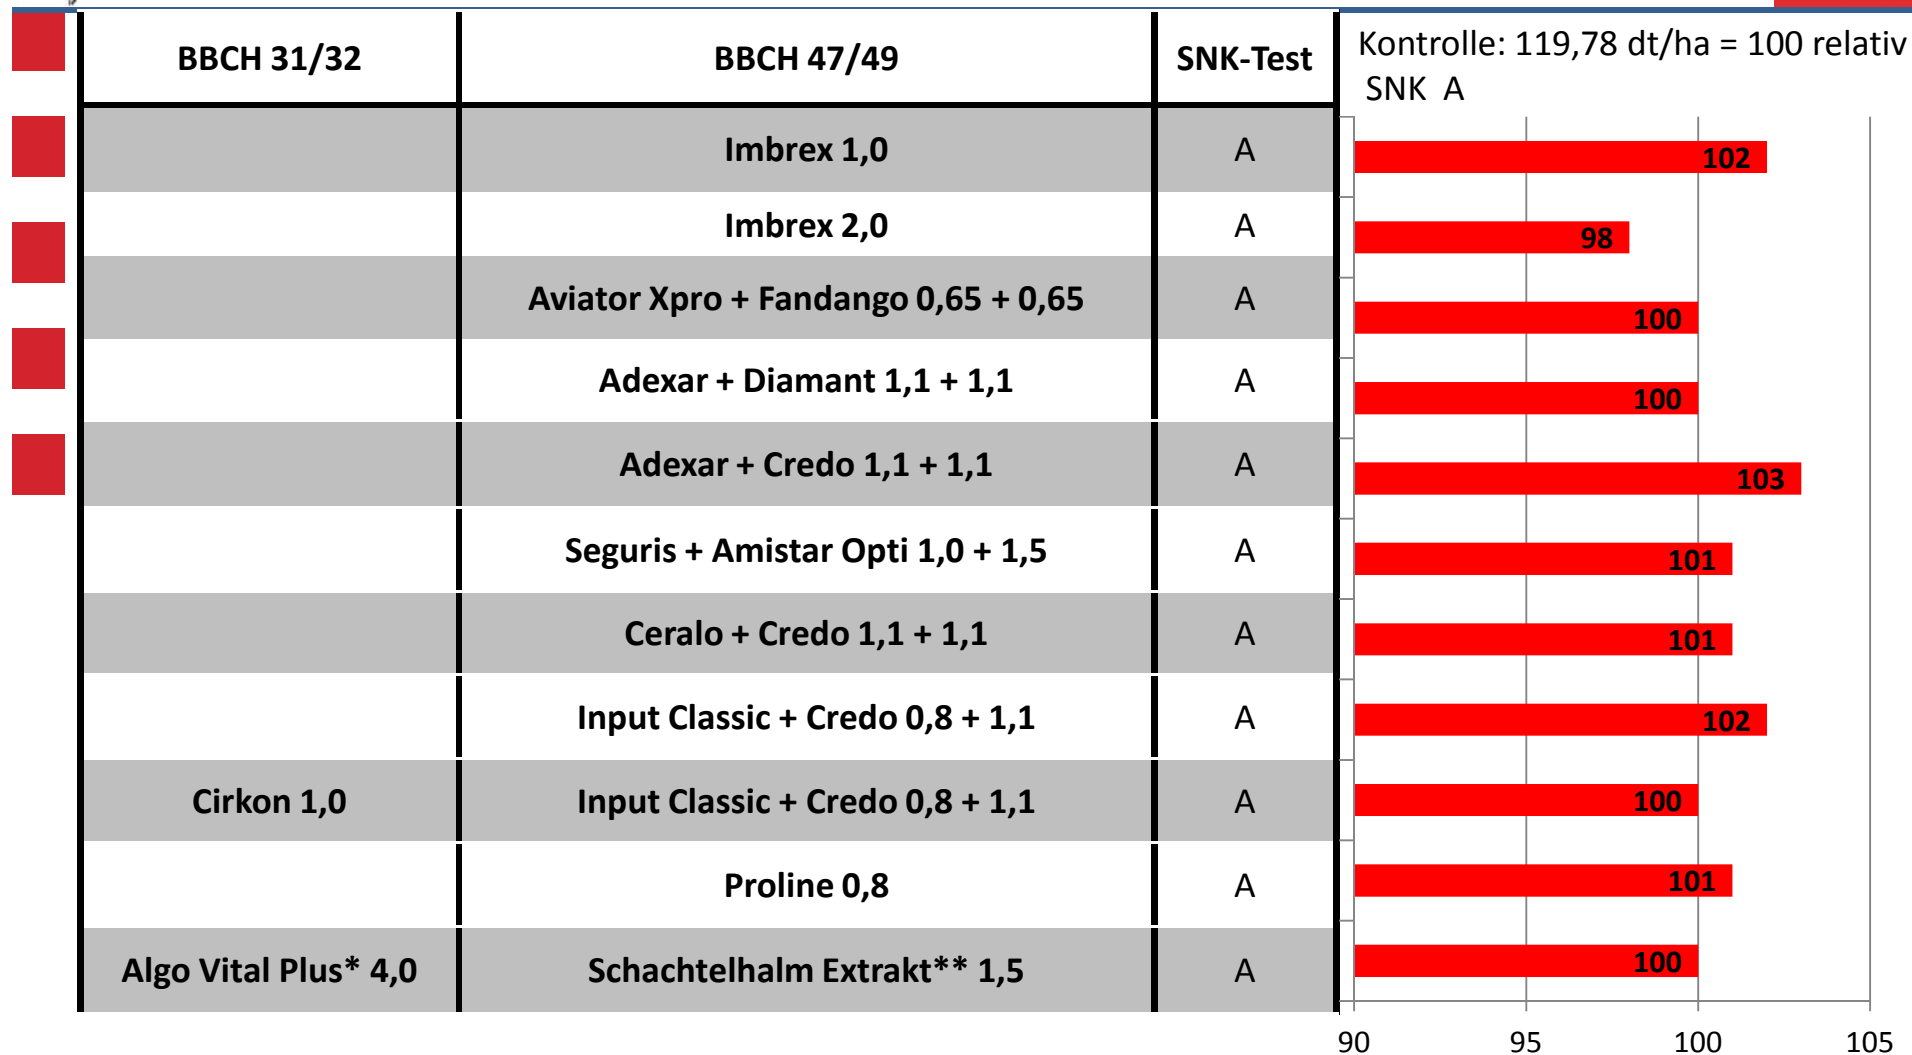 BBCH 31/32 BBCH 47/49 SNK-Test
Kontrolle: 119,78 dt/ha = 100 relativ
SNK A
Imbrex 1,0 A 102
Imbrex 2,0 A 98
Aviator Xpro + Fandango 0,65 + 0,65 A 100
Adexar + Diamant 1,1 + 1,1 A 100
Adexar + Credo 1,1 + 1,1 A 103
Seguris + Amistar Opti 1,0 + 1,5 A 101
Ceralo + Credo 1,1 + 1,1 A 101
Input Classic + Credo 0,8 + 1,1 A 102
Cirkon 1,0 Input Classic + Credo 0,8 + 1,1 A 100
Proline 0,8 A 101
Algo Vital Plus* 4,0 Schachtelhalm Extrakt** 1,5 A 100
90 95 100 105